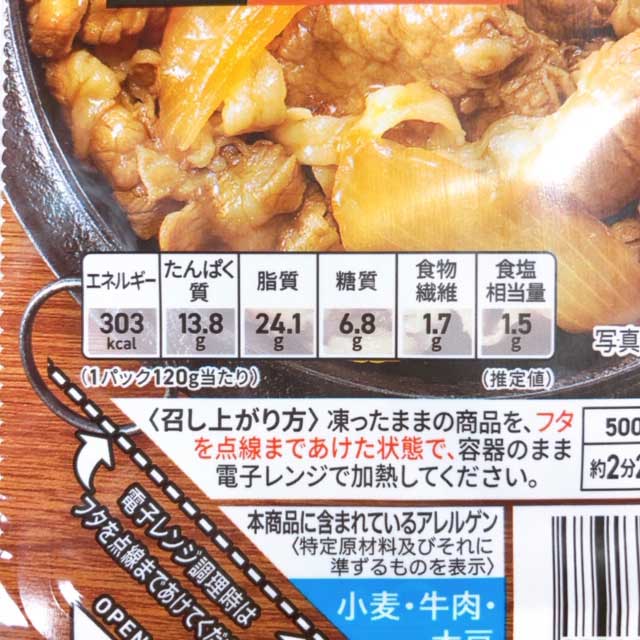 エネルギー
たんぱく質
脂質
糖質
食物繊維
食塩相当量
303kcal
13.8g
24.1g
6.8g
1.7g
1.5g
(1パック120g当たり)
(推定値)
写真
〈召し上がり方〉凍ったままの商品を、フタ
を点線まであけた状態で、容器のまま
電子レンジで加熱してください。
500
約2分2
電子レンジ調理時は
フタを点線まであけてくだ
OPEN
本商品に含まれているアレルゲン
〈特定原材料及びそれに
準ずるものを表示〉
小麦・牛肉・